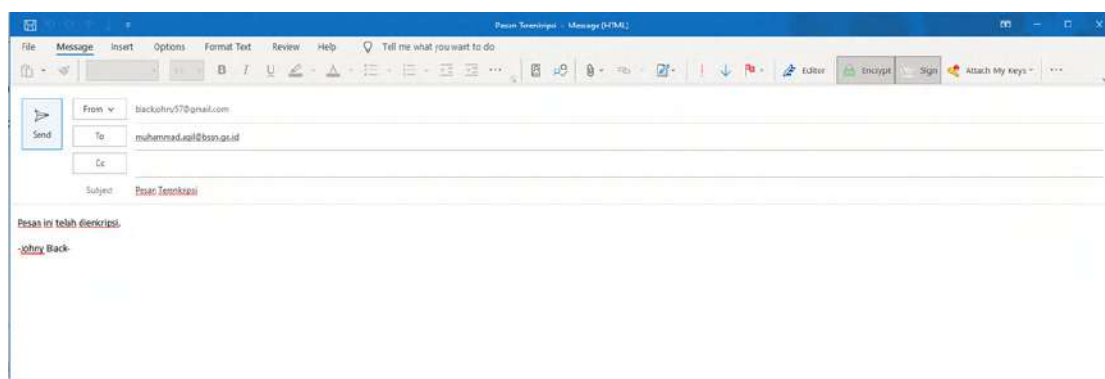 Pesan Terenkripsi - Message (HTML)
File Message Insert Options Format Text Review Help Tell me what you want to do
B I U Editor Encrypt Sign Attach My Keys
From
Send To muhammad.aqil@bssn.go.id
Cc
Subject Pesan Terenkripsi
Pesan ini telah dienkripsi.
-Johny Black-